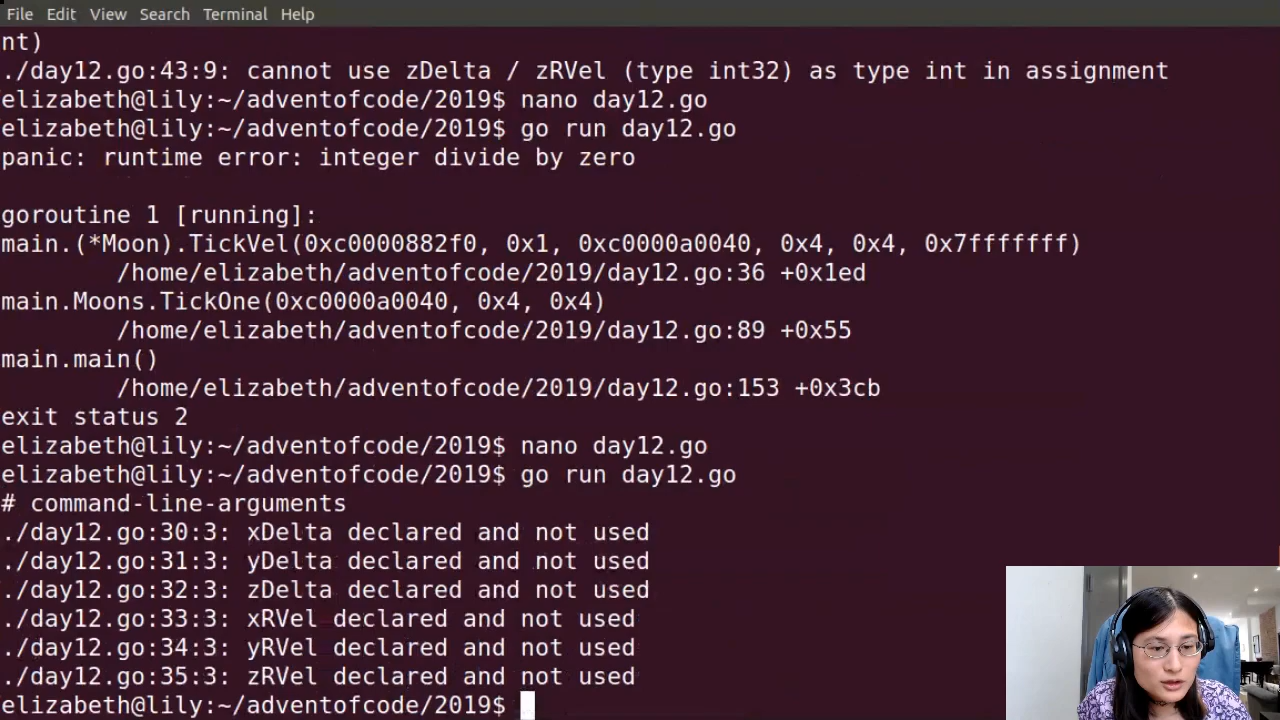 File Edit View Search Terminal Help
nt)
./day12.go:43:9: cannot use zDelta / zRVel (type int32) as type int in assignment
elizabeth@lily:~/adventofcode/2019$ nano day12.go
elizabeth@lily:~/adventofcode/2019$ go run day12.go
panic: runtime error: integer divide by zero
goroutine 1 [running]:
main.(*Moon).TickVel(0xc0000882f0, 0x1, 0xc0000a0040, 0x4, 0x4, 0x7fffffff)
/home/elizabeth/adventofcode/2019/day12.go:36 +0x1ed
main.Moons.TickOne(0xc0000a0040, 0x4, 0x4)
/home/elizabeth/adventofcode/2019/day12.go:89 +0x55
main.main()
/home/elizabeth/adventofcode/2019/day12.go:153 +0x3cb
exit status 2
elizabeth@lily:~/adventofcode/2019$ nano day12.go
elizabeth@lily:~/adventofcode/2019$ go run day12.go
# command-line-arguments
./day12.go:30:3: xDelta declared and not used
./day12.go:31:3: yDelta declared and not used
./day12.go:32:3: zDelta declared and not used
./day12.go:33:3: xRVel declared and not used
./day12.go:34:3: yRVel declared and not used
./day12.go:35:3: zRVel declared and not used
elizabeth@lily:~/adventofcode/2019$